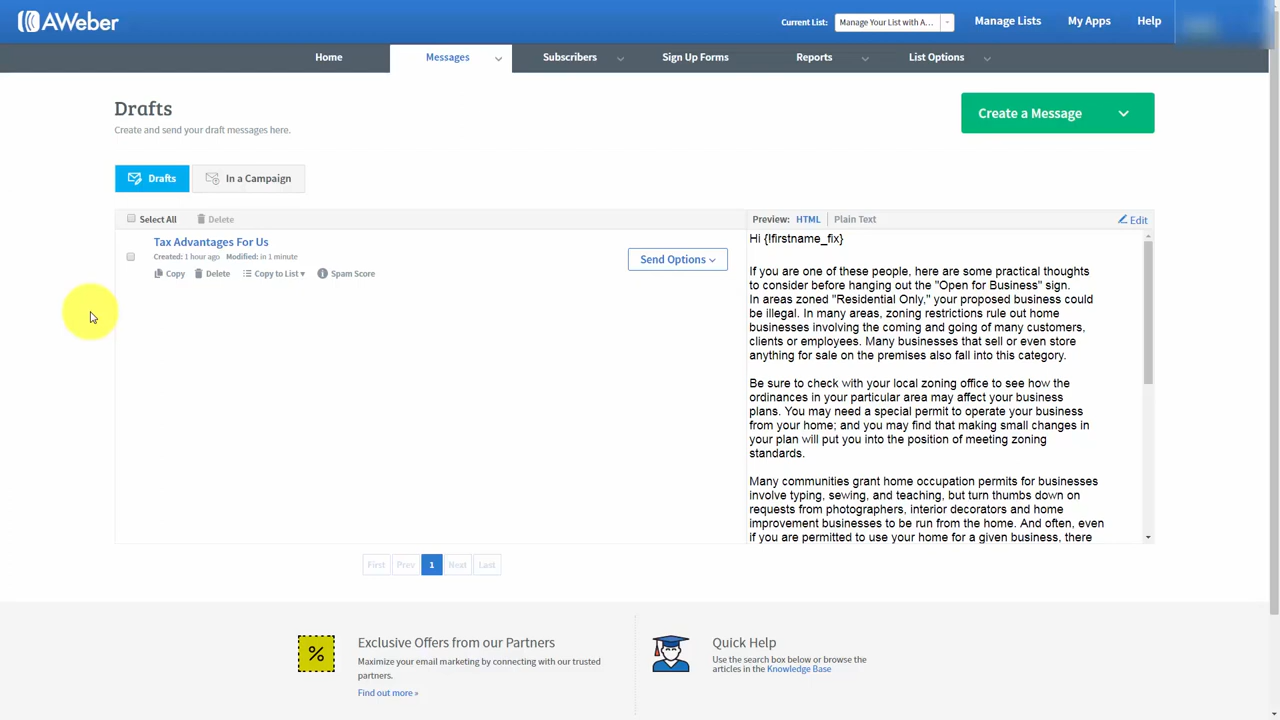 AWeber
Current List: Manage Your List with A...
Manage Lists
My Apps
Help
Home
Messages
Subscribers
Sign Up Forms
Reports
List Options
Drafts
Create and send your draft messages here.
Create a Message
Drafts
In a Campaign
Select All
Delete
Preview: HTML Plain Text
Edit
Tax Advantages For Us
Created: 1 hour ago Modified: in 1 minute
Copy
Delete
Copy to List
Spam Score
Send Options
Hi {!firstname_fix}
If you are one of these people, here are some practical thoughts
to consider before hanging out the "Open for Business" sign.
In areas zoned "Residential Only," your proposed business could
be illegal. In many areas, zoning restrictions rule out home
businesses involving the coming and going of many customers,
clients or employees. Many businesses that sell or even store
anything for sale on the premises also fall into this category.
Be sure to check with your local zoning office to see how the
ordinances in your particular area may affect your business
plans. You may need a special permit to operate your business
from your home; and you may find that making small changes in
your plan will put you into the position of meeting zoning
standards.
Many communities grant home occupation permits for businesses
involve typing, sewing, and teaching, but turn thumbs down on
requests from photographers, interior decorators and home
improvement businesses to be run from the home. And often, even
if you are permitted to use your home for a given business, there
First
Prev
1
Next
Last
%
Exclusive Offers from our Partners
Maximize your email marketing by connecting with our trusted
partners.
Find out more »
Quick Help
Use the search box below or browse the
articles in the Knowledge Base